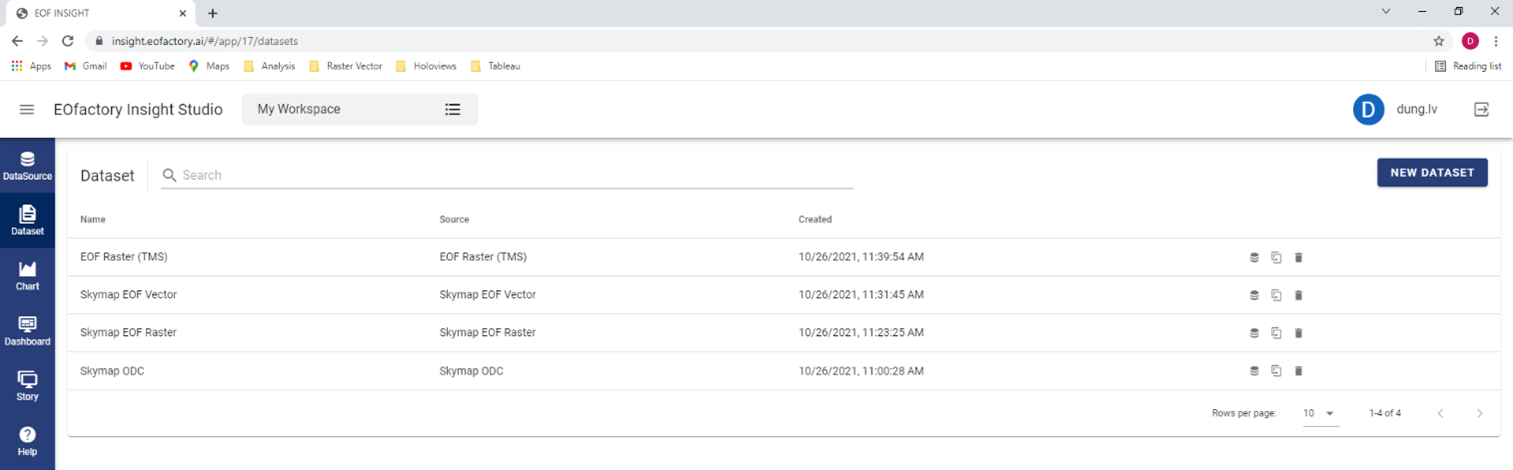 EOF INSIGHT
insight.eofactory.ai/#/app/17/datasets
Apps Gmail YouTube Maps Analysis Raster Vector Holoviews Tableau Reading list
EOfactory Insight Studio My Workspace D dung.lv
DataSource
Dataset
Chart
Dashboard
Story
Help
Dataset Search NEW DATASET
Name Source Created
EOF Raster (TMS) EOF Raster (TMS) 10/26/2021, 11:39:54 AM
Skymap EOF Vector Skymap EOF Vector 10/26/2021, 11:31:45 AM
Skymap EOF Raster Skymap EOF Raster 10/26/2021, 11:23:25 AM
Skymap ODC Skymap ODC 10/26/2021, 11:00:28 AM
Rows per page: 10 1-4 of 4